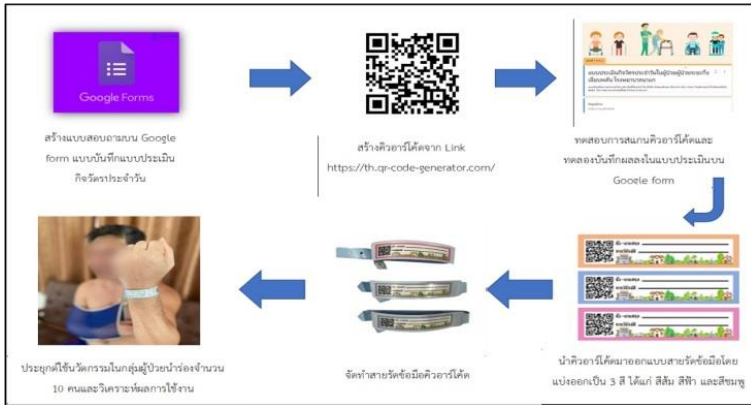 Google Forms
สร้างแบบสอบถามบน Google
form แบบบันทึกแบบประเมิน
กิจวัตรประจำวัน
สร้างคิวอาร์โค้ดจาก Link
https://th.qr-code-generator.com/
ทดสอบการสแกนคิวอาร์โค้ดและ
ทดลองบันทึกผลลงในแบบประเมินบน
Google form
นำคิวอาร์โค้ดมาออกแบบสายรัดข้อมือโดย
แบ่งออกเป็น 3 สี ได้แก่ สีส้ม สีฟ้า และสีชมพู
จัดทำสายรัดข้อมือคิวอาร์โค้ด
ประยุกต์ใช้นวัตกรรมในกลุ่มผู้ป่วยนำร่องจำนวน
10 คนและวิเคราะห์ผลการใช้งาน